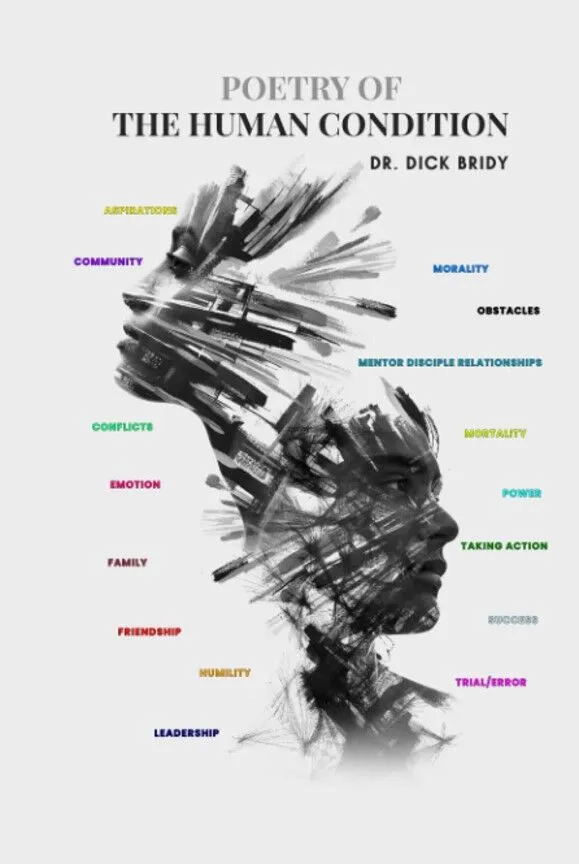 POETRY OF
THE HUMAN CONDITION
DR. DICK BRIDY
ASPIRATIONS
COMMUNITY
MORALITY
OBSTACLES
MENTOR DISCIPLE RELATIONSHIPS
CONFLICTS
MORTALITY
EMOTION
POWER
TAKING ACTION
FAMILY
SUCCESS
FRIENDSHIP
HUMILITY
TRIAL/ERROR
LEADERSHIP